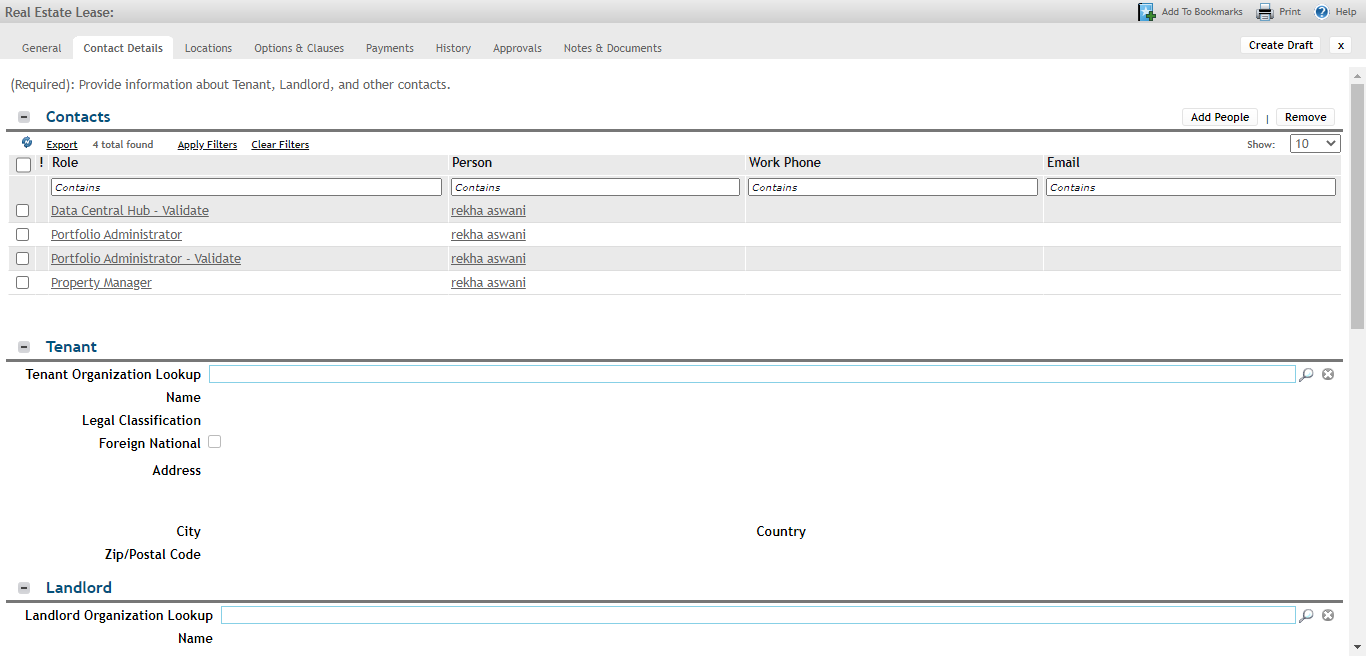 Real Estate Lease: Add To Bookmarks Print Help
General Contact Details Locations Options & Clauses Payments History Approvals Notes & Documents Create Draft x
(Required): Provide information about Tenant, Landlord, and other contacts.
Contacts Add People | Remove
Export 4 total found Apply Filters Clear Filters Show: 10
! Role Person Work Phone Email
Contains Contains Contains Contains
Data Central Hub - Validate rekha aswani
Portfolio Administrator rekha aswani
Portfolio Administrator - Validate rekha aswani
Property Manager rekha aswani
Tenant
Tenant Organization Lookup
Name
Legal Classification
Foreign National
Address
City Country
Zip/Postal Code
Landlord
Landlord Organization Lookup
Name